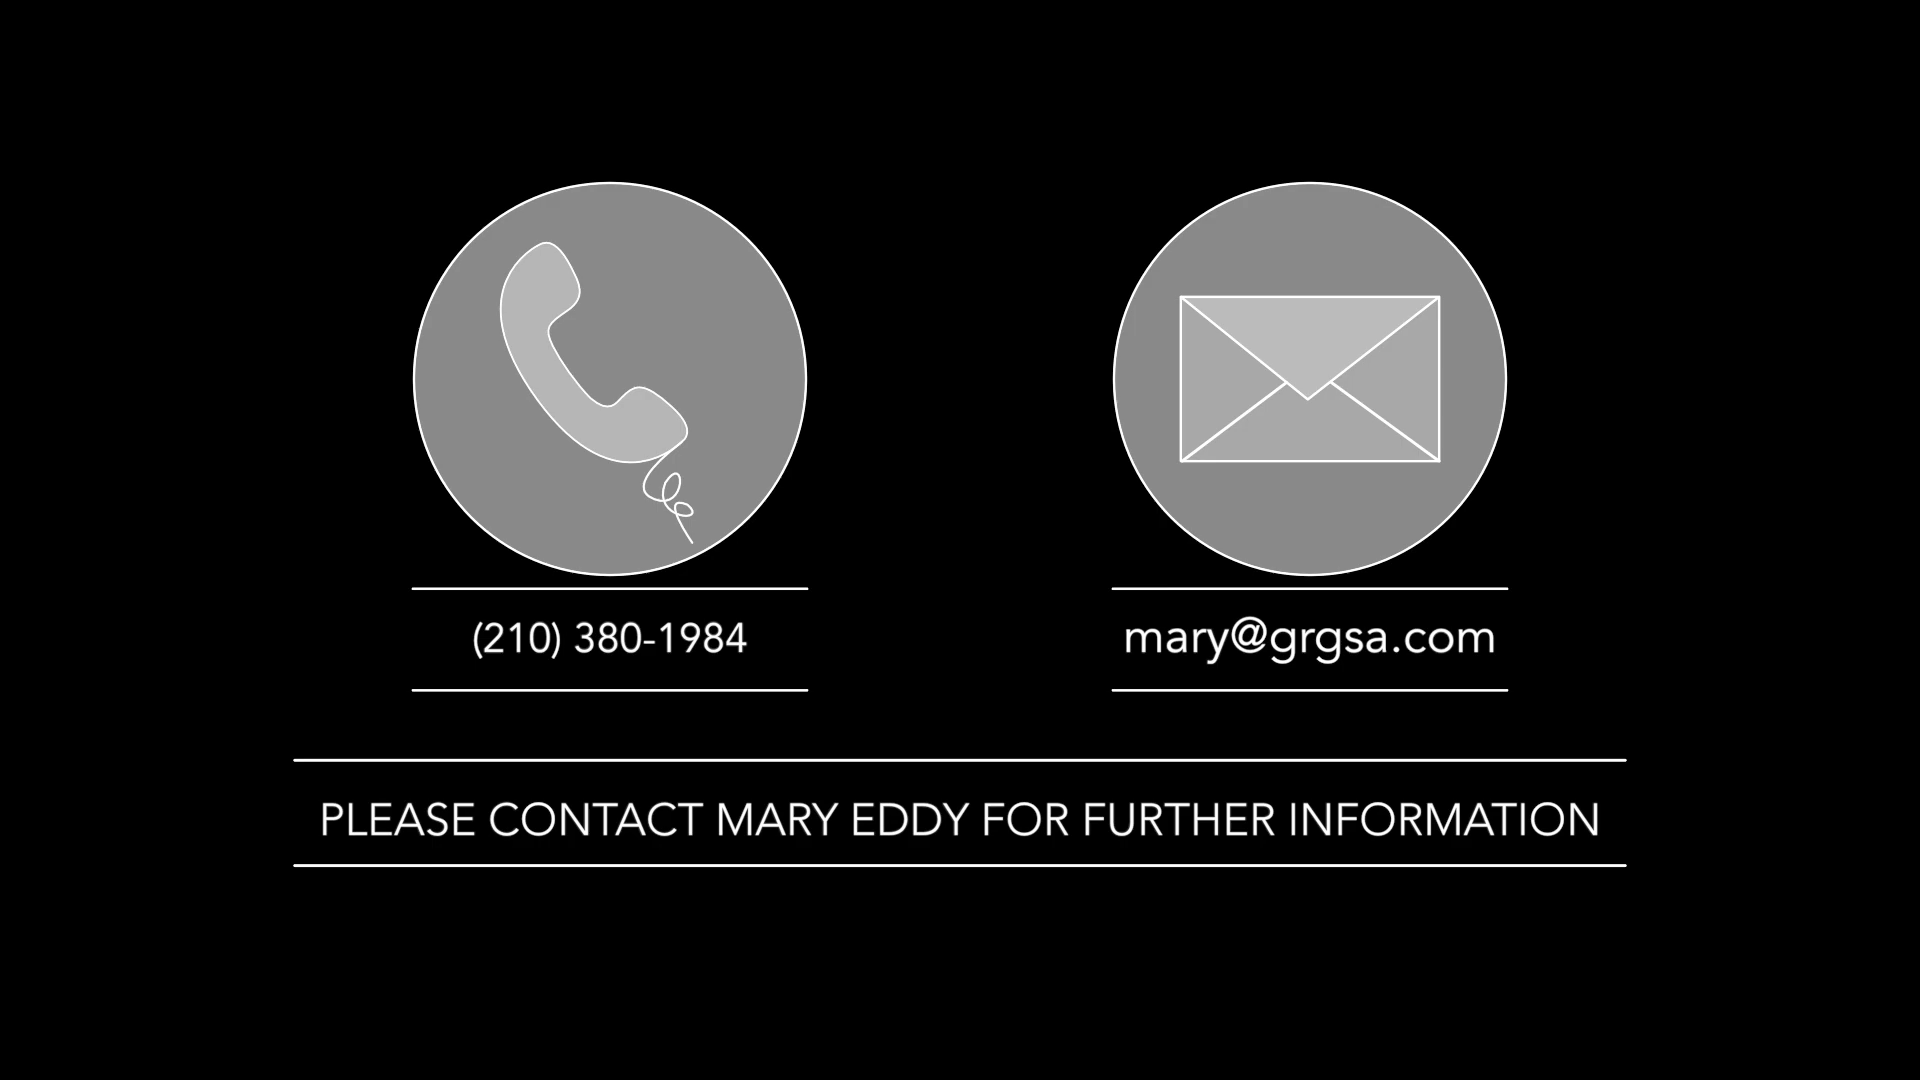 (210) 380-1984
mary@grgsa.com
PLEASE CONTACT MARY EDDY FOR FURTHER INFORMATION